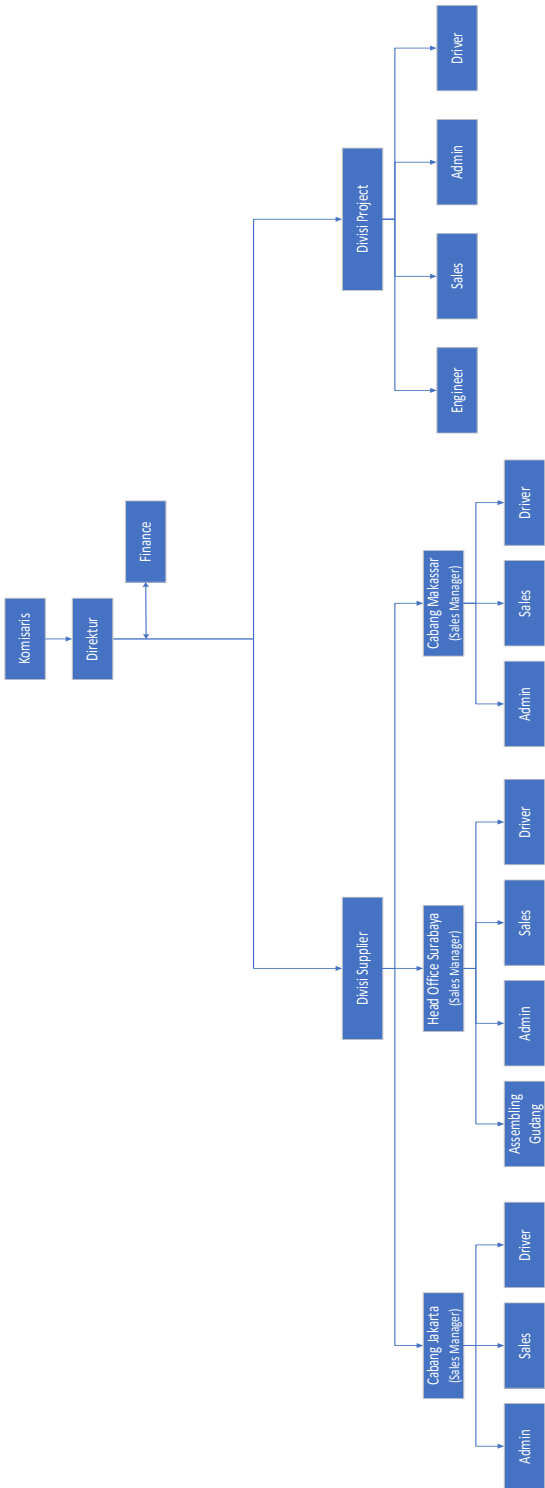 Komisaris
Direktur
Finance
Divisi Supplier
Divisi Project
Cabang Jakarta
(Sales Manager)
Head Office Surabaya
(Sales Manager)
Cabang Makassar
(Sales Manager)
Engineer
Sales
Admin
Driver
Admin
Sales
Driver
Assembling
Gudang
Admin
Sales
Driver
Admin
Sales
Driver